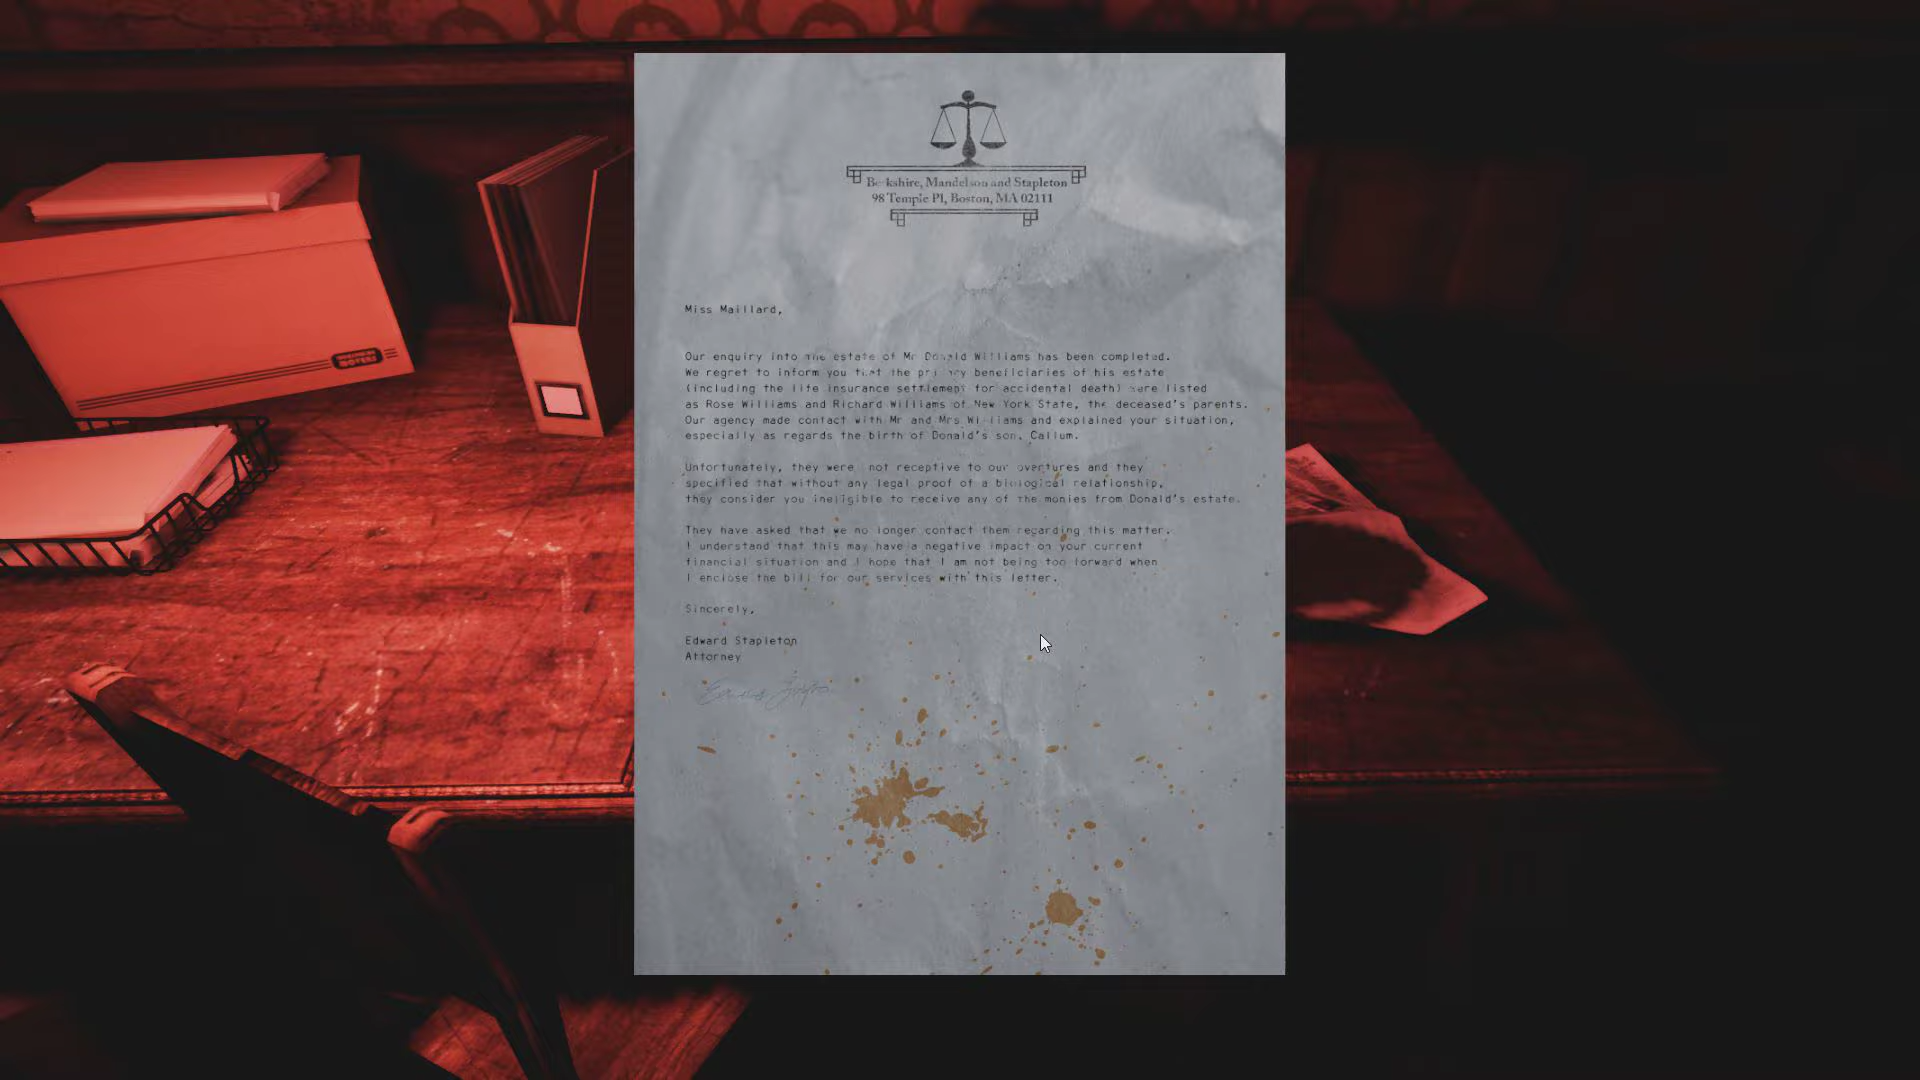 Berkshire, Mandelson and Stapleton
98 Temple Pl, Boston, MA 02111
Miss Maillard,
Our enquiry into the estate of Mr Donald Williams has been completed.
We regret to inform you that the primary beneficiaries of his estate
(including the life insurance settlement for accidental death) were listed
as Rose Williams and Richard Williams of New York State, the deceased's parents.
Our agency made contact with Mr and Mrs Williams and explained your situation,
especially as regards the birth of Donald's son, Callum.
Unfortunately, they were not receptive to our overtures and they
specified that without any legal proof of a biological relationship,
they consider you ineligible to receive any of the monies from Donald's estate.
They have asked that we no longer contact them regarding this matter.
I understand that this may have a negative impact on your current
financial situation and I hope that I am not being too forward when
I enclose the bill for our services with this letter.
Sincerely,
Edward Stapleton
Attorney